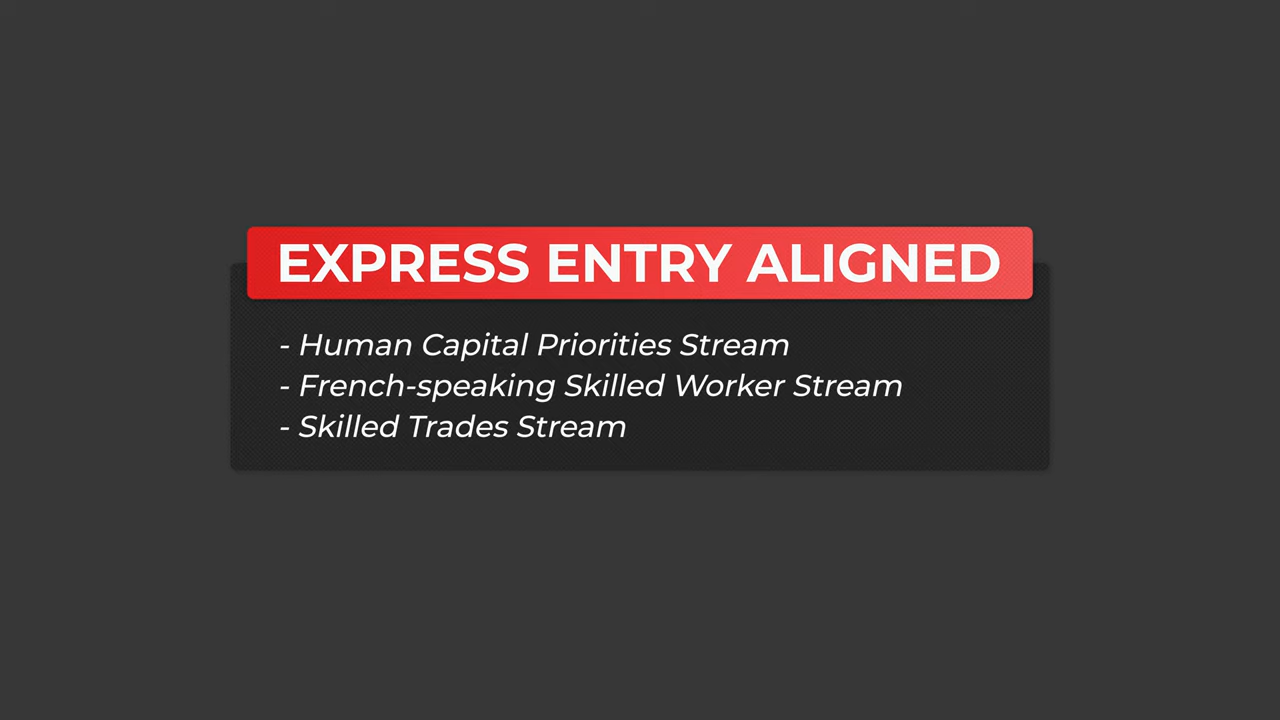 EXPRESS ENTRY ALIGNED
- Human Capital Priorities Stream
- French-speaking Skilled Worker Stream
- Skilled Trades Stream